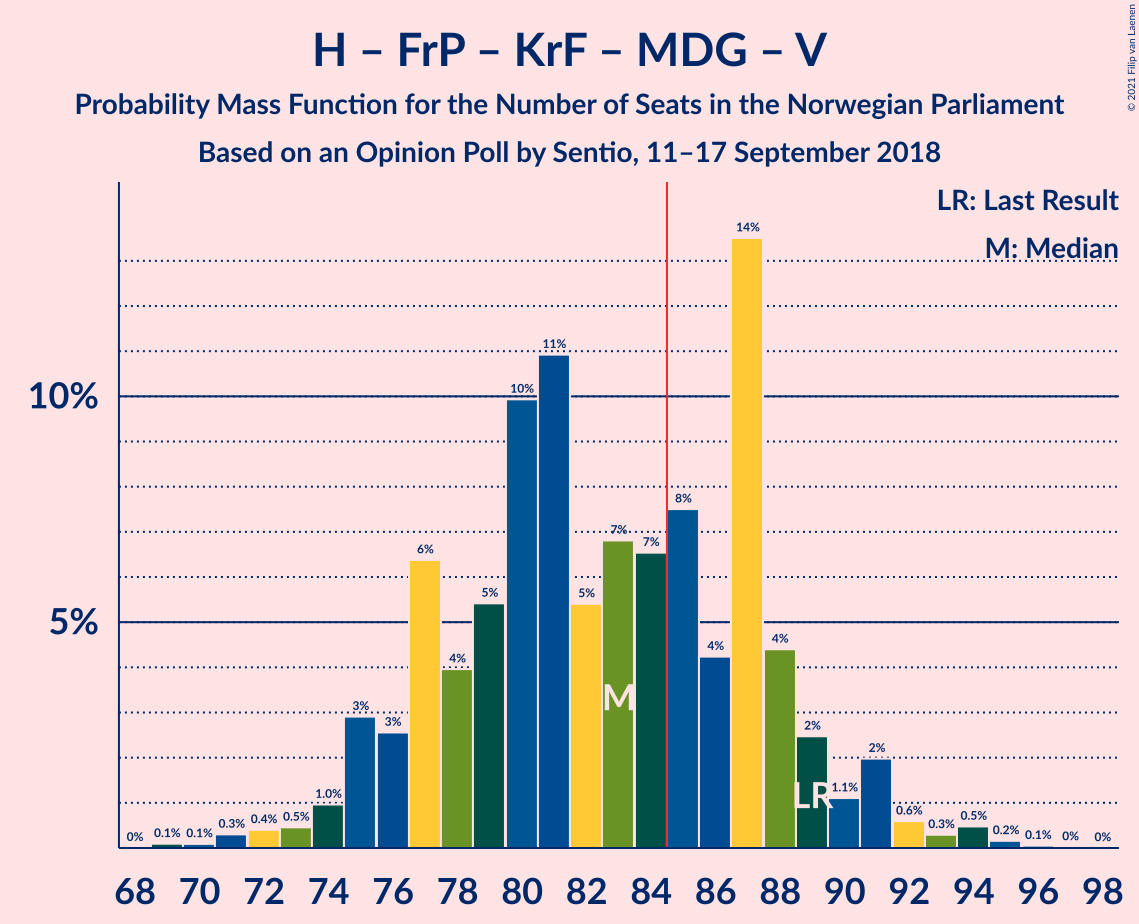 H – FrP – KrF – MDG – V
Probability Mass Function for the Number of Seats in the Norwegian Parliament
Based on an Opinion Poll by Sentio, 11–17 September 2018
© 2021 Filip van Laenen
LR: Last Result
M: Median
10%
5%
0% 0.1% 0.1% 0.3% 0.4% 0.5% 1.0% 3% 3% 6% 4% 5% 10% 11% 5% 7% 7% 8% 4% 14% 4% 2% 1.1% 2% 0.6% 0.3% 0.5% 0.2% 0.1% 0% 0%
M
LR
68 70 72 74 76 78 80 82 84 86 88 90 92 94 96 98